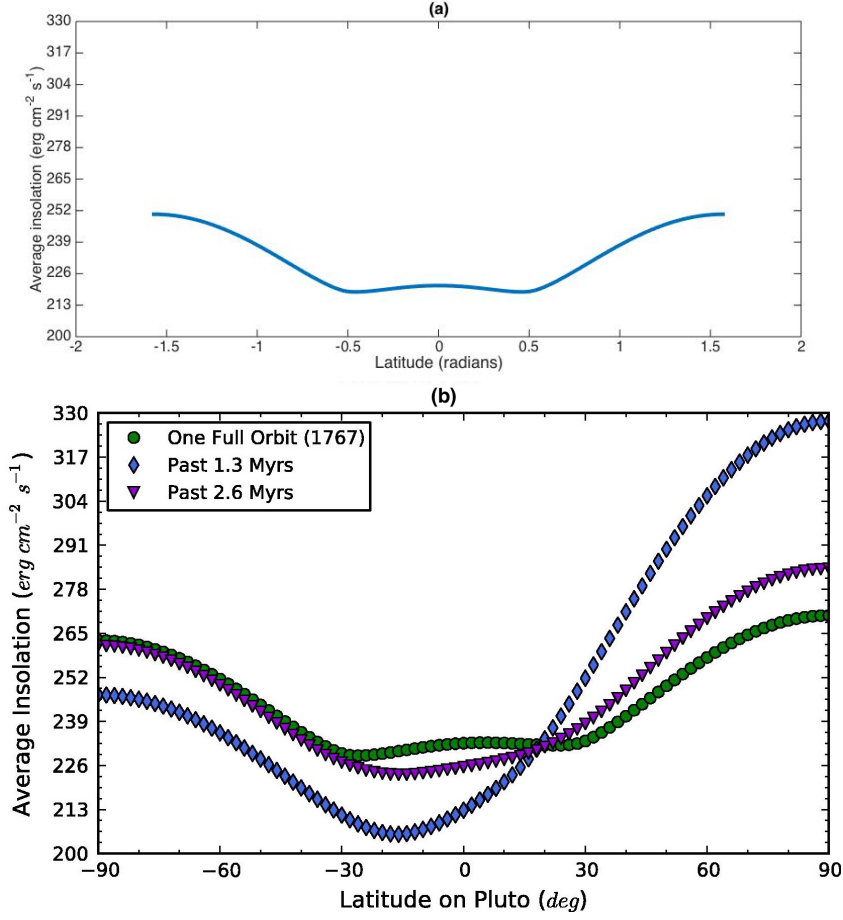 (a)
330
317
304
291
278
265
252
239
226
213
200
Average insolation (erg cm-2 s-1)
-2 -1.5 -1 -0.5 0 0.5 1 1.5 2
Latitude (radians)
(b)
330
317
304
291
278
265
252
239
226
213
200
Average Insolation (erg cm−2 s−1)
One Full Orbit (1767)
Past 1.3 Myrs
Past 2.6 Myrs
−90 −60 −30 0 30 60 90
Latitude on Pluto (deg)